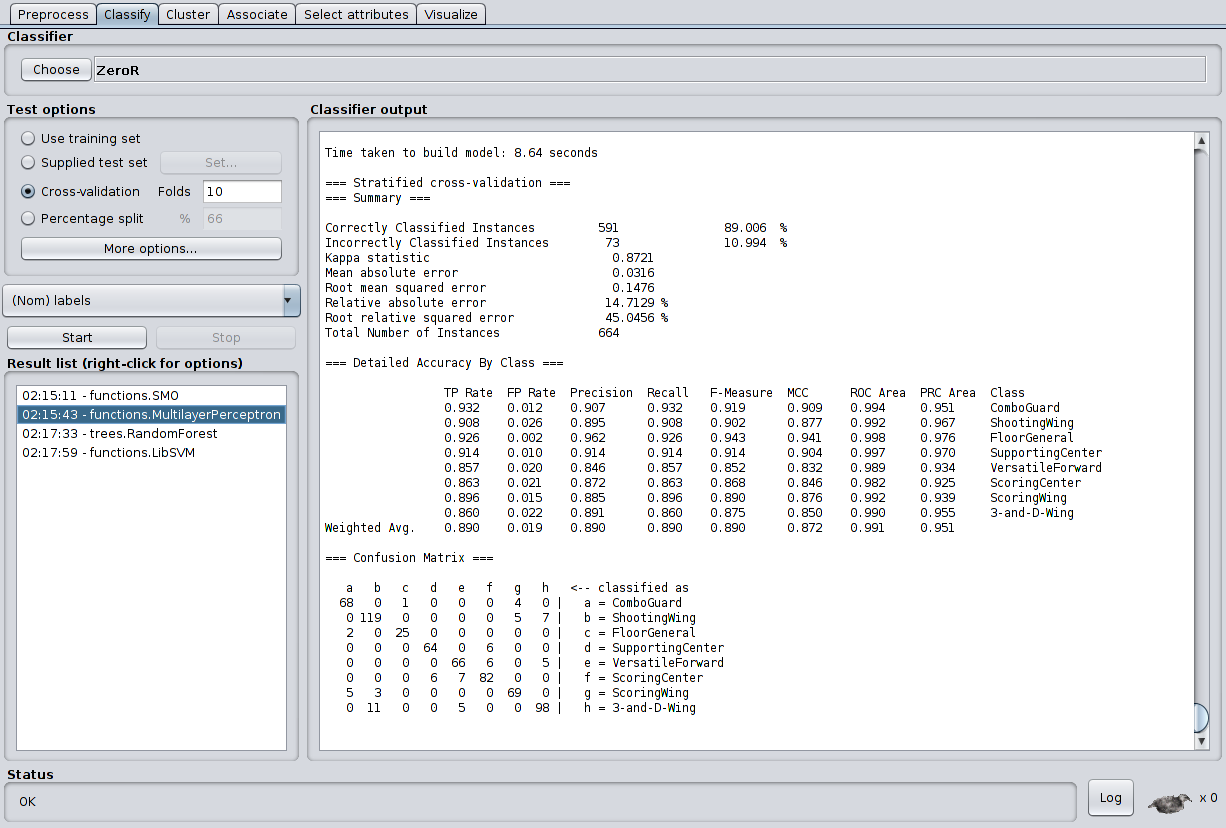 Preprocess Classify Cluster Associate Select attributes Visualize
Classifier
Choose ZeroR
Test options
Use training set
Supplied test set Set...
Cross-validation Folds 10
Percentage split % 66
More options...
(Nom) labels
Start Stop
Result list (right-click for options)
02:15:11 - functions.SMO
02:15:43 - functions.MultilayerPerceptron
02:17:33 - trees.RandomForest
02:17:59 - functions.LibSVM
Classifier output
Time taken to build model: 8.64 seconds
=== Stratified cross-validation ===
=== Summary ===
Correctly Classified Instances 591 89.006 %
Incorrectly Classified Instances 73 10.994 %
Kappa statistic 0.8721
Mean absolute error 0.0316
Root mean squared error 0.1476
Relative absolute error 14.7129 %
Root relative squared error 45.0456 %
Total Number of Instances 664
=== Detailed Accuracy By Class ===
TP Rate FP Rate Precision Recall F-Measure MCC ROC Area PRC Area Class
0.932 0.012 0.907 0.932 0.919 0.909 0.994 0.951 ComboGuard
0.908 0.026 0.895 0.908 0.902 0.877 0.992 0.967 ShootingWing
0.926 0.002 0.962 0.926 0.943 0.941 0.998 0.976 FloorGeneral
0.914 0.010 0.914 0.914 0.914 0.904 0.997 0.970 SupportingCenter
0.857 0.020 0.846 0.857 0.852 0.832 0.989 0.934 VersatileForward
0.863 0.021 0.872 0.863 0.868 0.846 0.982 0.925 ScoringCenter
0.896 0.015 0.885 0.896 0.890 0.876 0.992 0.939 ScoringWing
0.860 0.022 0.891 0.860 0.875 0.850 0.990 0.955 3-and-D-Wing
Weighted Avg. 0.890 0.019 0.890 0.890 0.890 0.872 0.991 0.951
=== Confusion Matrix ===
a b c d e f g h <-- classified as
68 0 1 0 0 0 4 0 | a = ComboGuard
0 119 0 0 0 0 5 7 | b = ShootingWing
2 0 25 0 0 0 0 0 | c = FloorGeneral
0 0 0 64 0 6 0 0 | d = SupportingCenter
0 0 0 0 66 6 0 5 | e = VersatileForward
0 0 0 6 7 82 0 0 | f = ScoringCenter
5 3 0 0 0 0 69 0 | g = ScoringWing
0 11 0 0 5 0 0 98 | h = 3-and-D-Wing
Status
OK
Log x 0